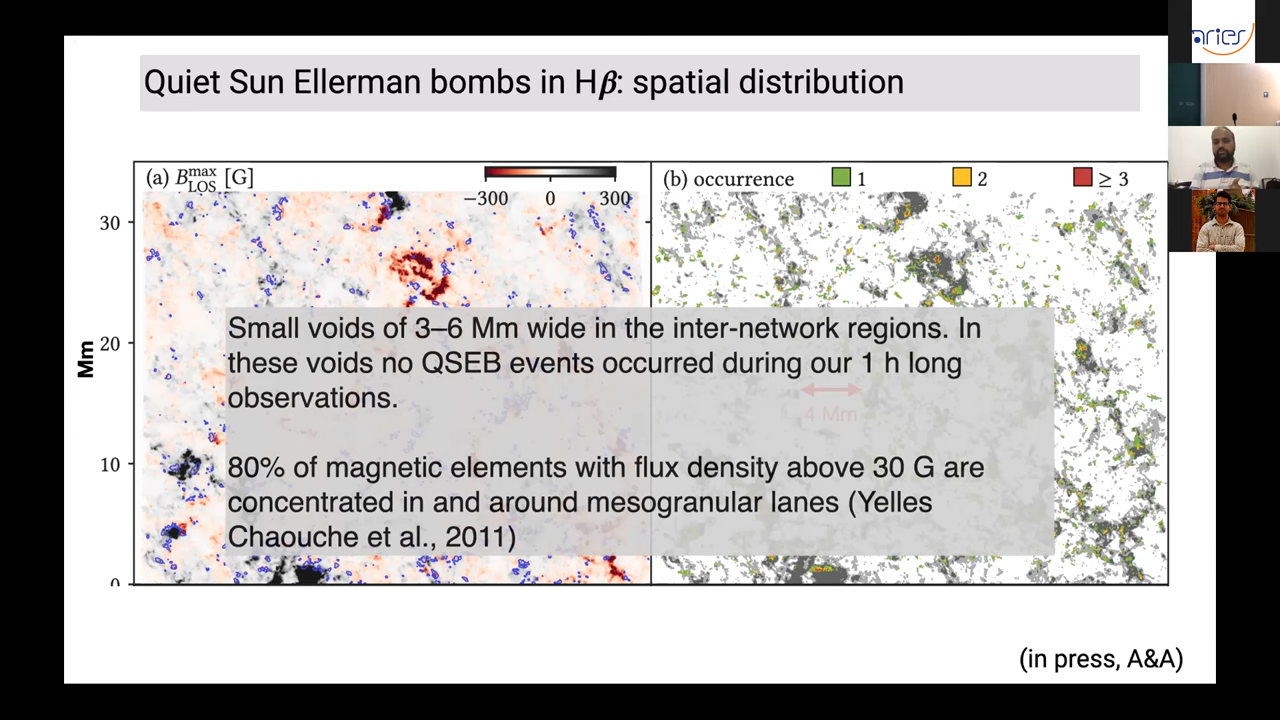 aries
Quiet Sun Ellerman bombs in Hβ: spatial distribution
(a) B_LOS^max [G]
−300 0 300
(b) occurrence 1 2 ≥ 3
30
20
10
0
Mm
Small voids of 3–6 Mm wide in the inter-network regions. In
these voids no QSEB events occurred during our 1 h long
observations.
4 Mm
80% of magnetic elements with flux density above 30 G are
concentrated in and around mesogranular lanes (Yelles
Chaouche et al., 2011)
(in press, A&A)